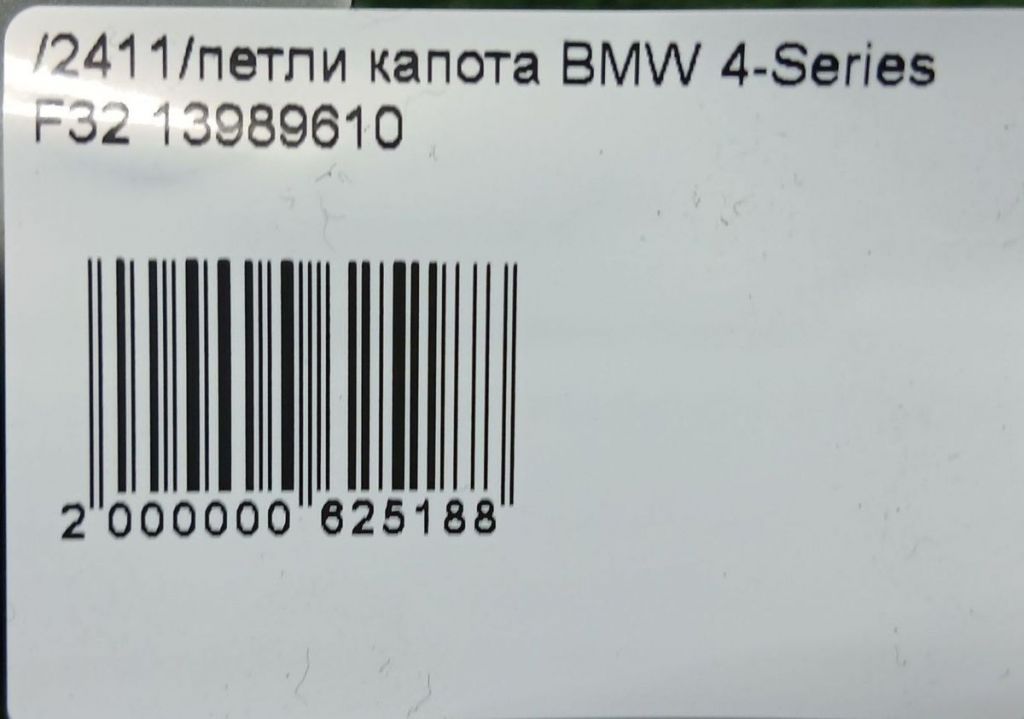 /2411/петли капота BMW 4-Series
F32 13989610
2 000000 625188